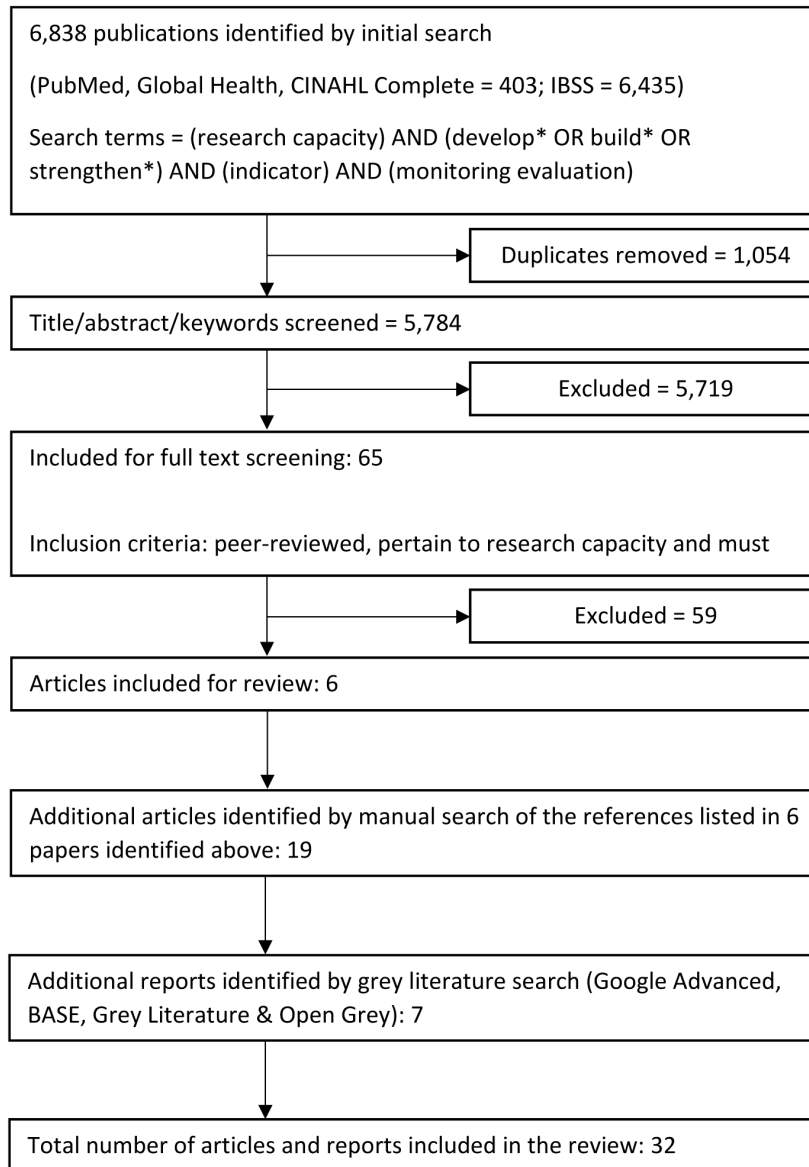 6,838 publications identified by initial search
(PubMed, Global Health, CINAHL Complete = 403; IBSS = 6,435)
Search terms = (research capacity) AND (develop* OR build* OR
strengthen*) AND (indicator) AND (monitoring evaluation)
Duplicates removed = 1,054
Title/abstract/keywords screened = 5,784
Excluded = 5,719
Included for full text screening: 65
Inclusion criteria: peer-reviewed, pertain to research capacity and must
Excluded = 59
Articles included for review: 6
Additional articles identified by manual search of the references listed in 6
papers identified above: 19
Additional reports identified by grey literature search (Google Advanced,
BASE, Grey Literature & Open Grey): 7
Total number of articles and reports included in the review: 32